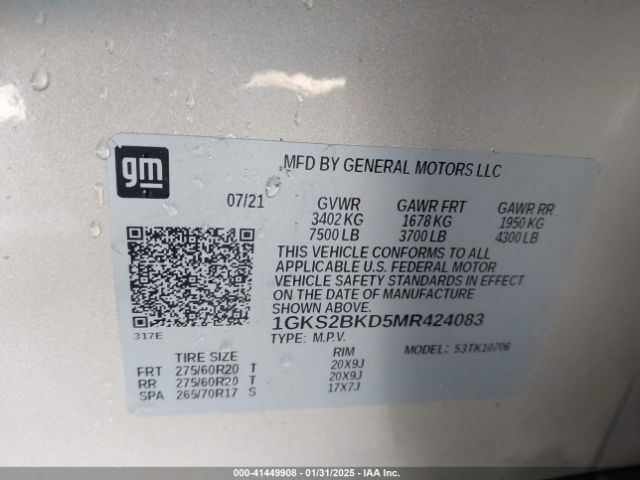 gm
MFD BY GENERAL MOTORS LLC
07/21 GVWR GAWR FRT GAWR RR
3402 KG 1678 KG 1950 KG
7500 LB 3700 LB 4300 LB
THIS VEHICLE CONFORMS TO ALL
APPLICABLE U.S. FEDERAL MOTOR
VEHICLE SAFETY STANDARDS IN EFFECT
ON THE DATE OF MANUFACTURE
SHOWN ABOVE.
1GKS2BKD5MR424083
317E
TYPE: M.P.V. MODEL: 53TK10706
TIRE SIZE RIM
FRT 275/60R20 T 20X9J
RR 275/60R20 T 20X9J
SPA 265/70R17 S 17X7J
000-41449908 - 01/31/2025 - IAA Inc.